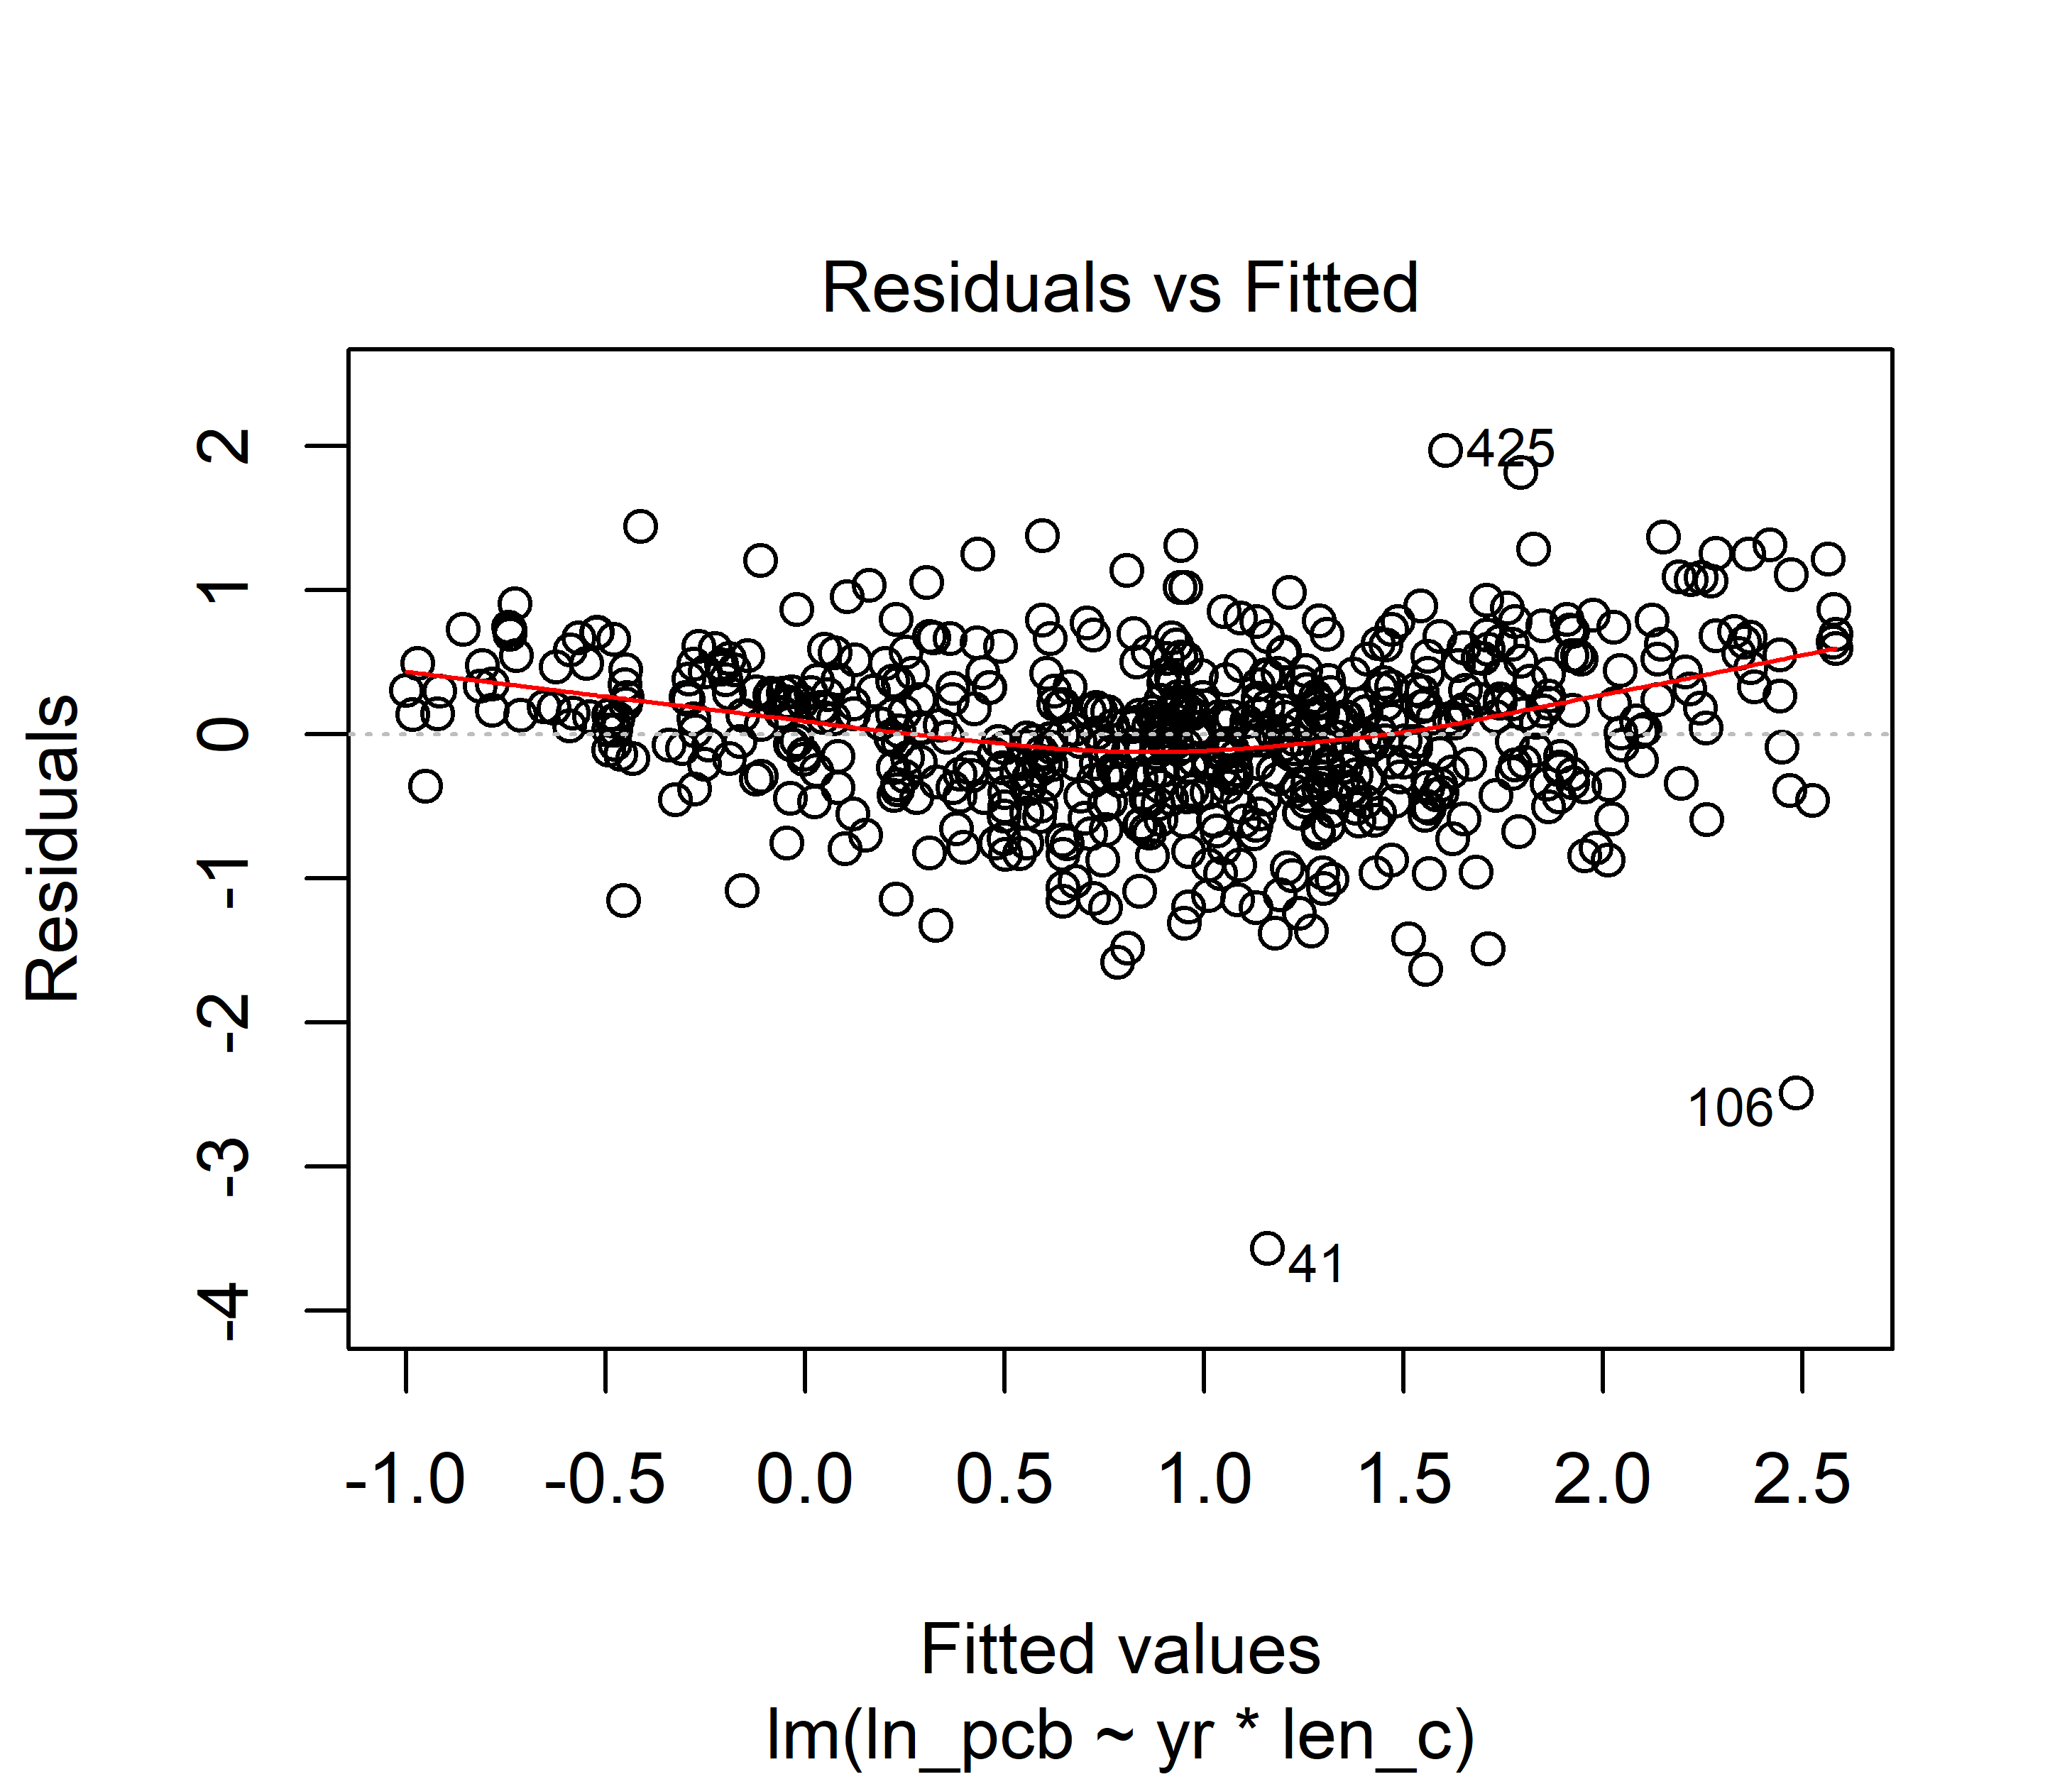 Residuals vs Fitted
Residuals
2
1
0
-1
-2
-3
-4
425
106
41
-1.0 -0.5 0.0 0.5 1.0 1.5 2.0 2.5
Fitted values
lm(ln_pcb ~ yr * len_c)